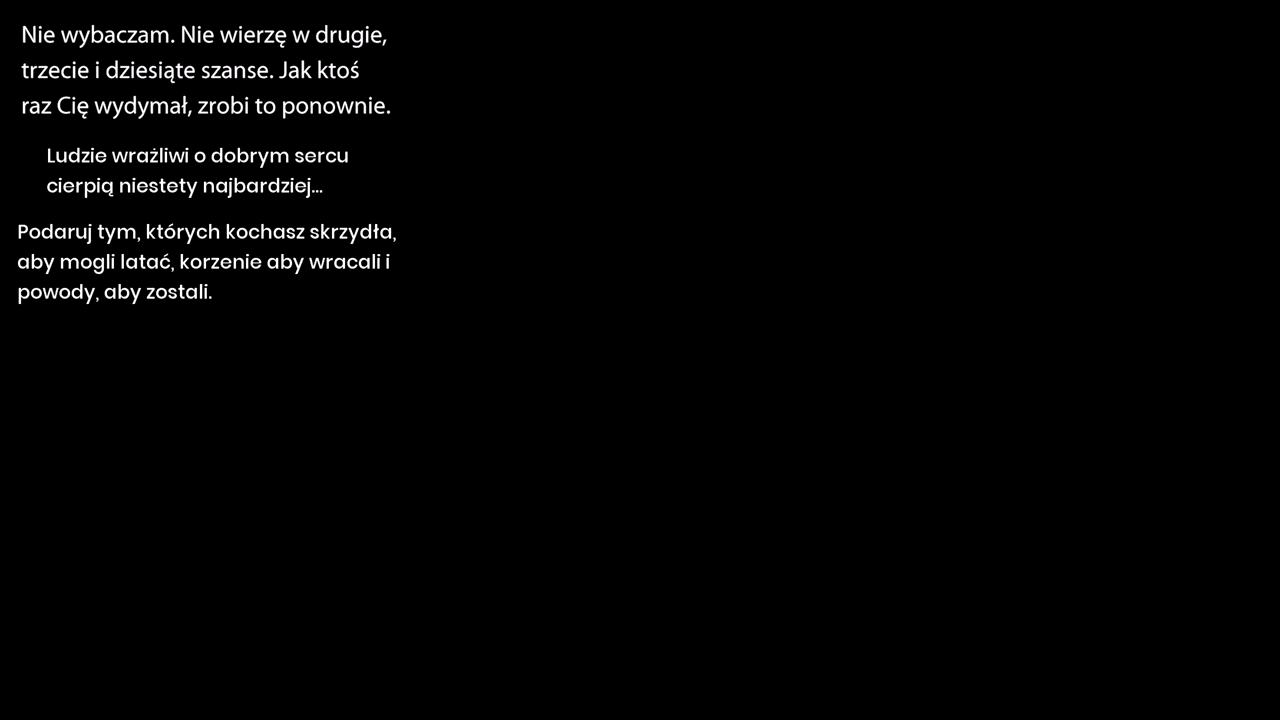 Nie wybaczam. Nie wierzę w drugie,
trzecie i dziesiąte szanse. Jak ktoś
raz Cię wydymał, zrobi to ponownie.
Ludzie wrażliwi o dobrym sercu
cierpią niestety najbardziej...
Podaruj tym, których kochasz skrzydła,
aby mogli latać, korzenie aby wracali i
powody, aby zostali.